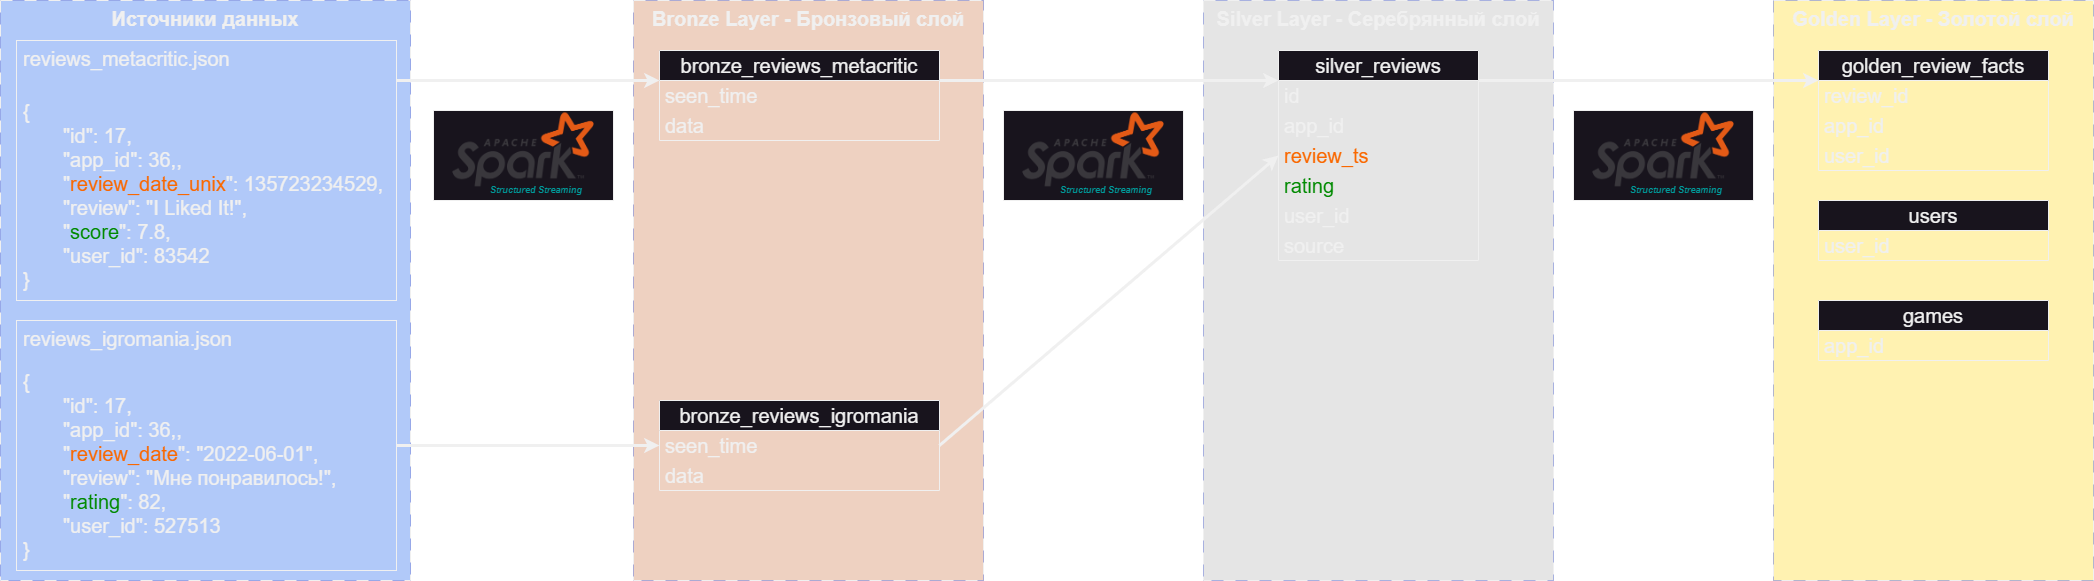 Источники данных
reviews_metacritic.json
{
"id": 17,
"app_id": 36,,
"review_date_unix": 135723234529,
"review": "I Liked It!",
"score": 7.8,
"user_id": 83542
}
reviews_igromania.json
{
"id": 17,
"app_id": 36,,
"review_date": "2022-06-01",
"review": "Мне понравилось!",
"rating": 82,
"user_id": 527513
}
APACHE
Spark
Structured Streaming
Bronze Layer - Бронзовый слой
bronze_reviews_metacritic
seen_time
data
bronze_reviews_igromania
seen_time
data
APACHE
Spark
Structured Streaming
Silver Layer - Серебрянный слой
silver_reviews
id
app_id
review_ts
rating
user_id
source
APACHE
Spark
Structured Streaming
Golden Layer - Золотой слой
golden_review_facts
review_id
app_id
user_id
users
user_id
games
app_id